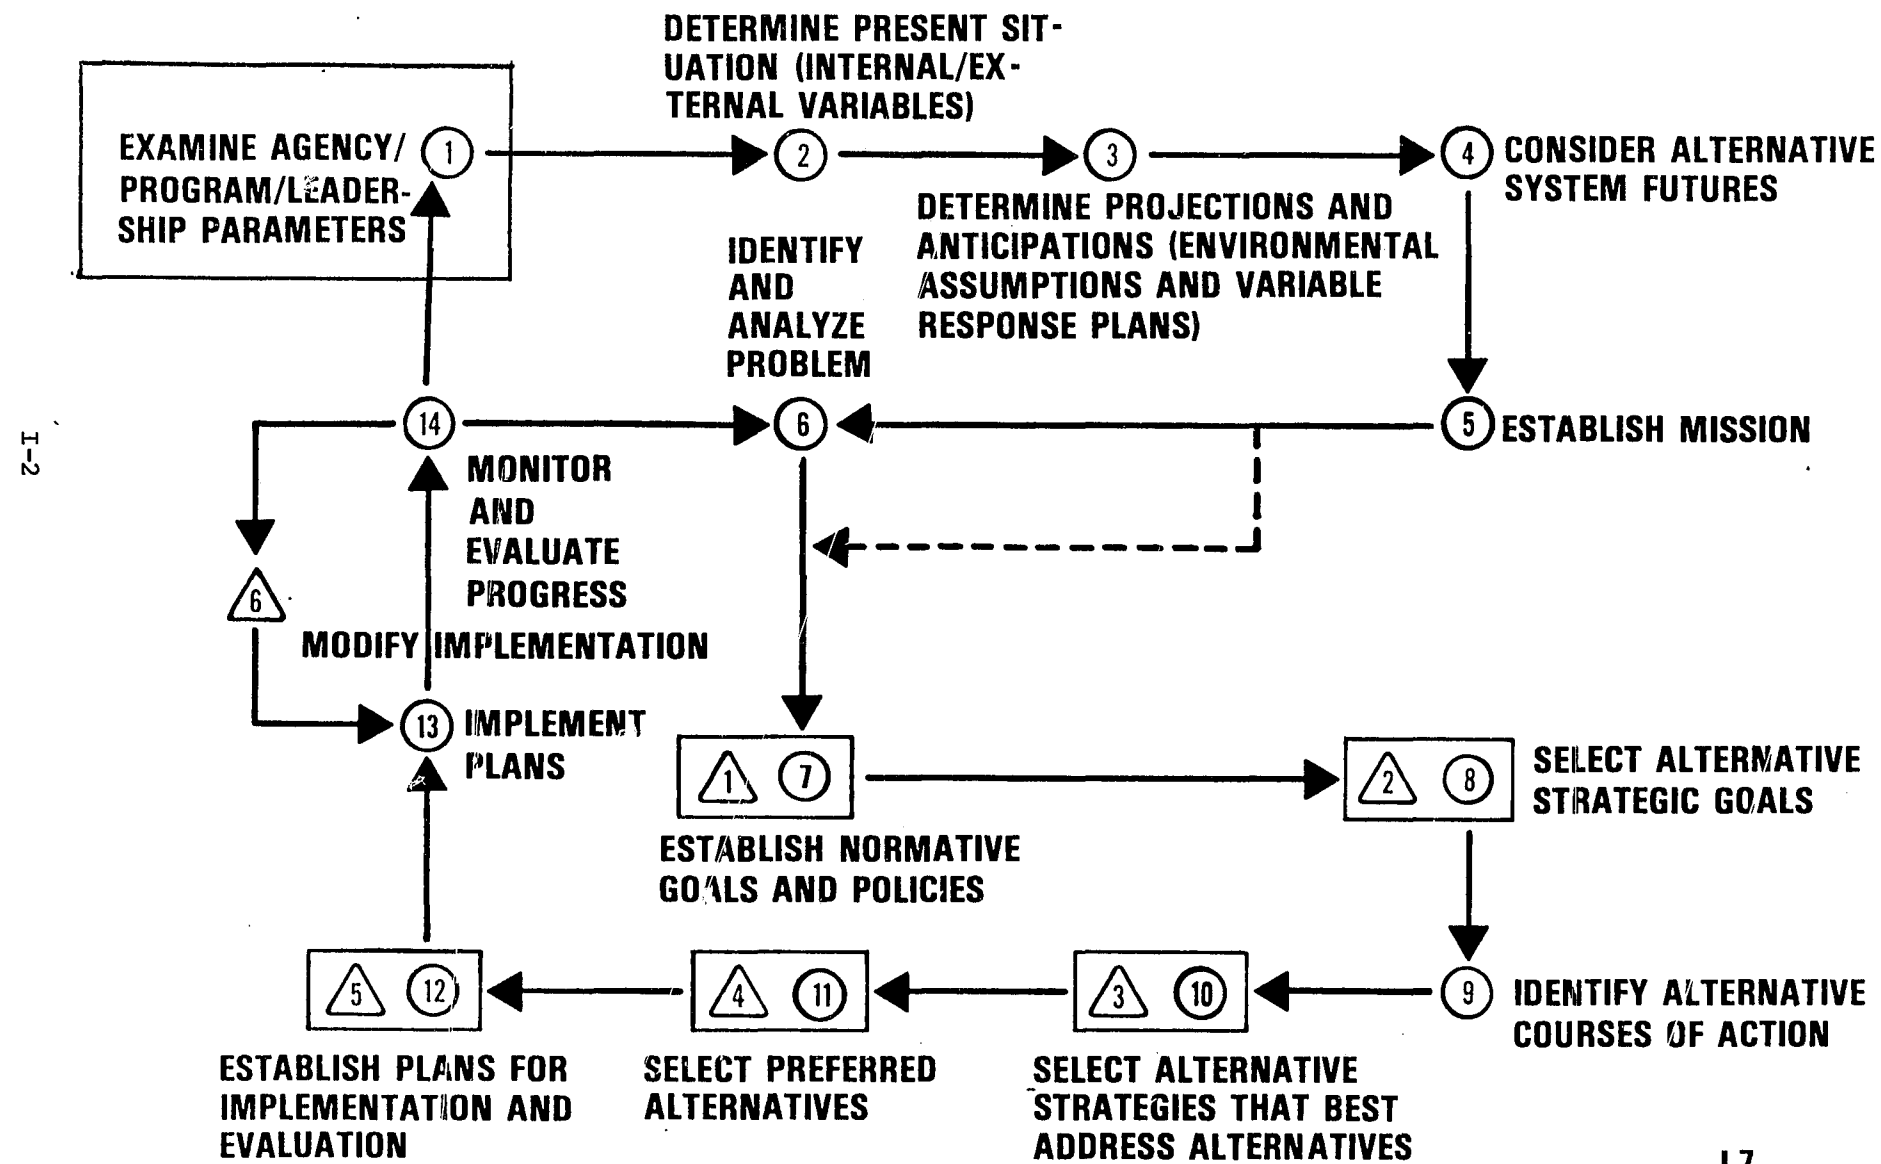 DETERMINE PRESENT SIT-
UATION (INTERNAL/EX-
TERNAL VARIABLES)
EXAMINE AGENCY/
PROGRAM/LEADER-
SHIP PARAMETERS
1
2
3
4
CONSIDER ALTERNATIVE
SYSTEM FUTURES
DETERMINE PROJECTIONS AND
ANTICIPATIONS (ENVIRONMENTAL
ASSUMPTIONS AND VARIABLE
RESPONSE PLANS)
IDENTIFY
AND
ANALYZE
PROBLEM
I-2
14
6
5
ESTABLISH MISSION
MONITOR
AND
EVALUATE
PROGRESS
6
MODIFY IMPLEMENTATION
13
IMPLEMENT
PLANS
1 7
2 8
SELECT ALTERNATIVE
STRATEGIC GOALS
ESTABLISH NORMATIVE
GOALS AND POLICIES
5 12
4 11
3 10
9
IDENTIFY ALTERNATIVE
COURSES OF ACTION
ESTABLISH PLANS FOR
IMPLEMENTATION AND
EVALUATION
SELECT PREFERRED
ALTERNATIVES
SELECT ALTERNATIVE
STRATEGIES THAT BEST
ADDRESS ALTERNATIVES